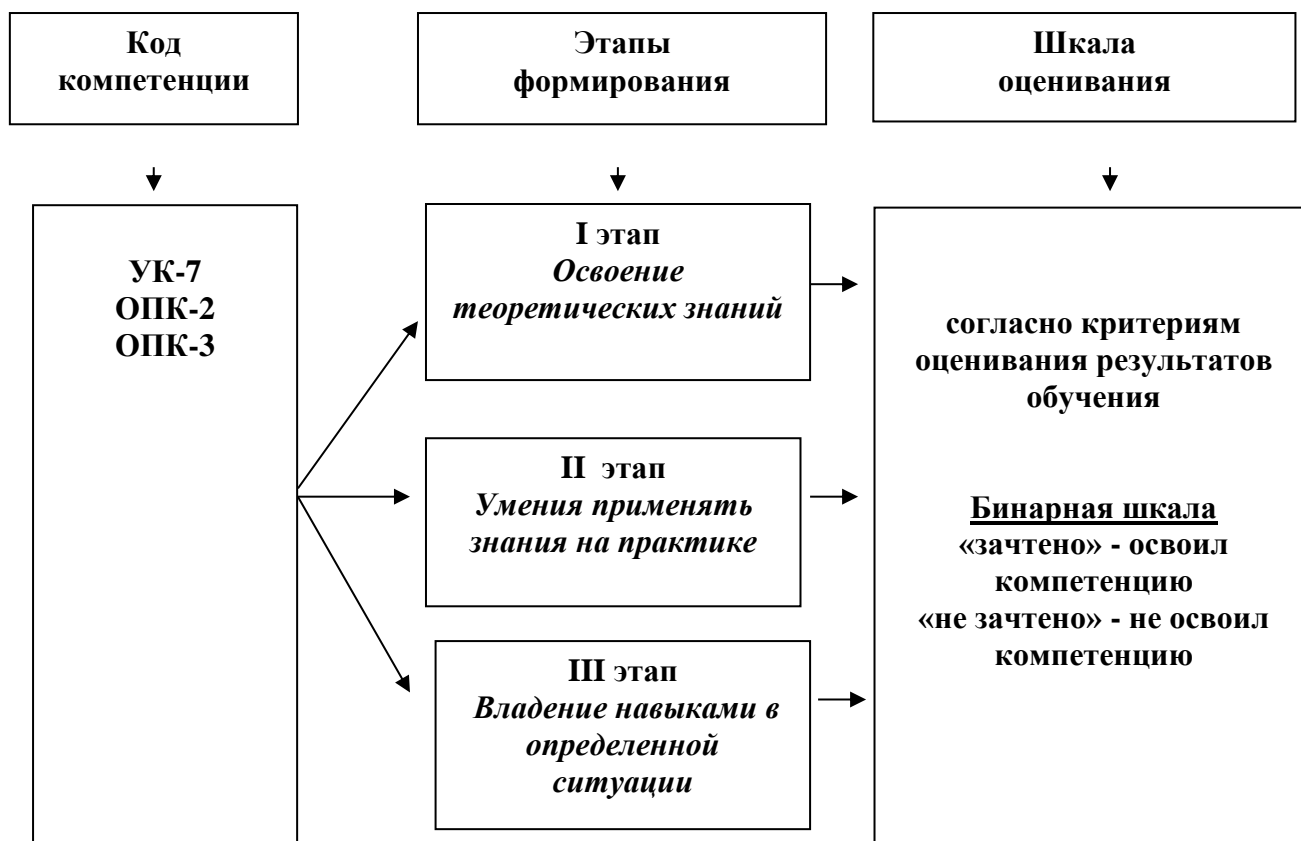 Код
компетенции
Этапы
формирования
Шкала
оценивания
УК-7
ОПК-2
ОПК-3
I этап
Освоение
теоретических знаний
II этап
Умения применять
знания на практике
III этап
Владение навыками в
определенной
ситуации
согласно критериям
оценивания результатов
обучения
Бинарная шкала
«зачтено» - освоил
компетенцию
«не зачтено» - не освоил
компетенцию